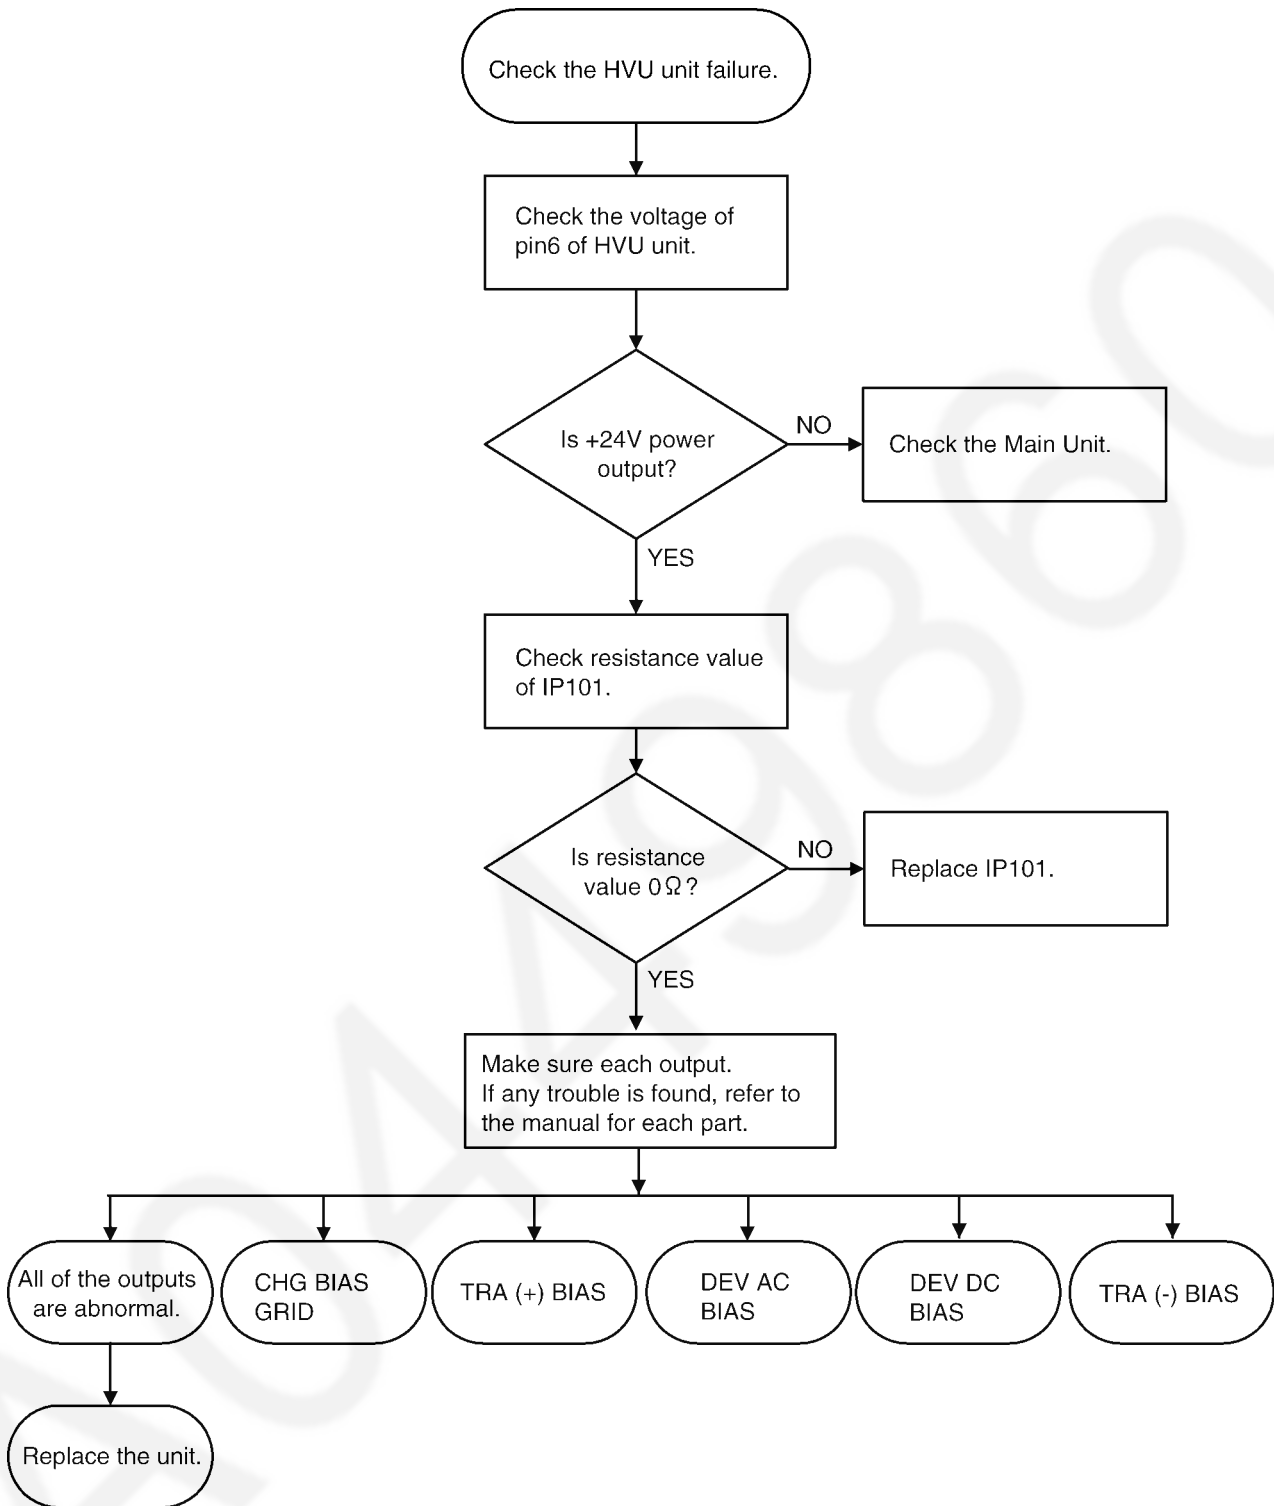 Check the HVU unit failure.
Check the voltage of
pin6 of HVU unit.
Is +24V power
output?
NO
Check the Main Unit.
YES
Check resistance value
of IP101.
Is resistance
value 0Ω?
NO
Replace IP101.
YES
Make sure each output.
If any trouble is found, refer to
the manual for each part.
All of the outputs
are abnormal.
CHG BIAS
GRID
TRA (+) BIAS
DEV AC
BIAS
DEV DC
BIAS
TRA (-) BIAS
Replace the unit.